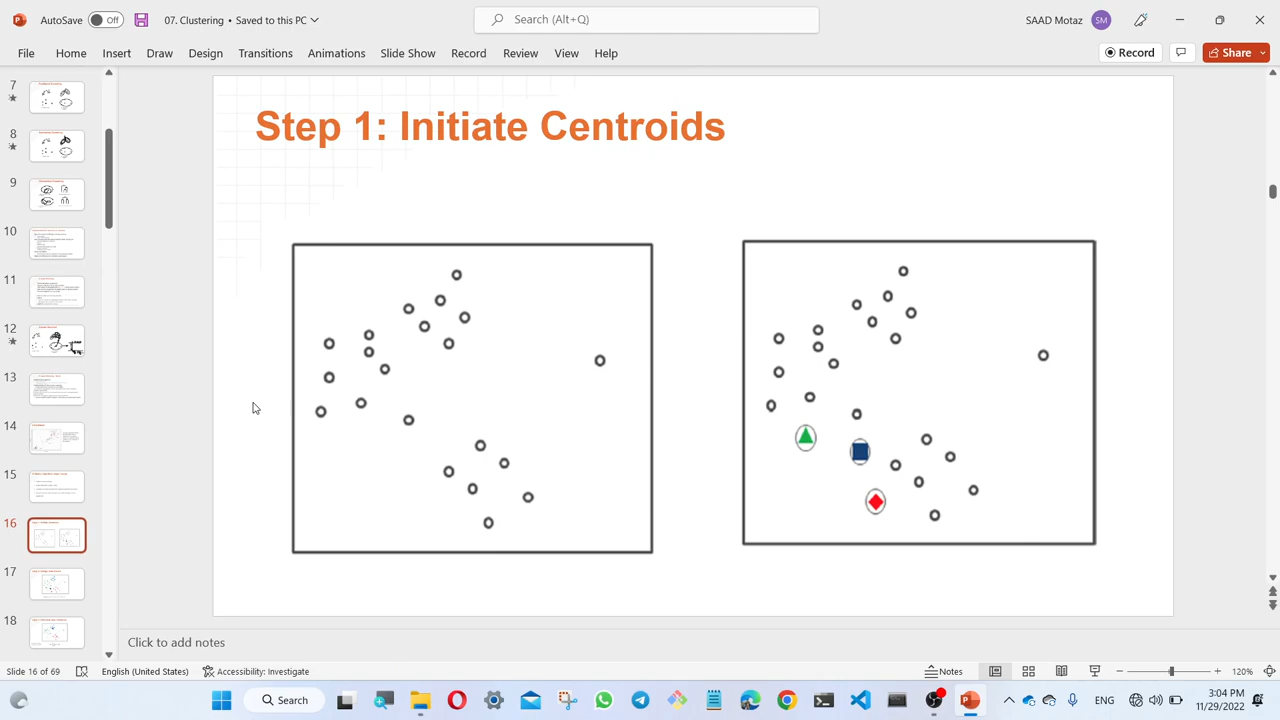 AutoSave Off 07. Clustering • Saved to this PC Search (Alt+Q) SAAD Motaz SM
File Home Insert Draw Design Transitions Animations Slide Show Record Review View Help Record Share
7
8
9
10
11
12
13
14
15
16
17
18
Step 1: Initiate Centroids
Click to add notes
Slide 16 of 69 English (United States) Accessibility: Investigate Notes 120%
Search ENG 3:04 PM
11/29/2022